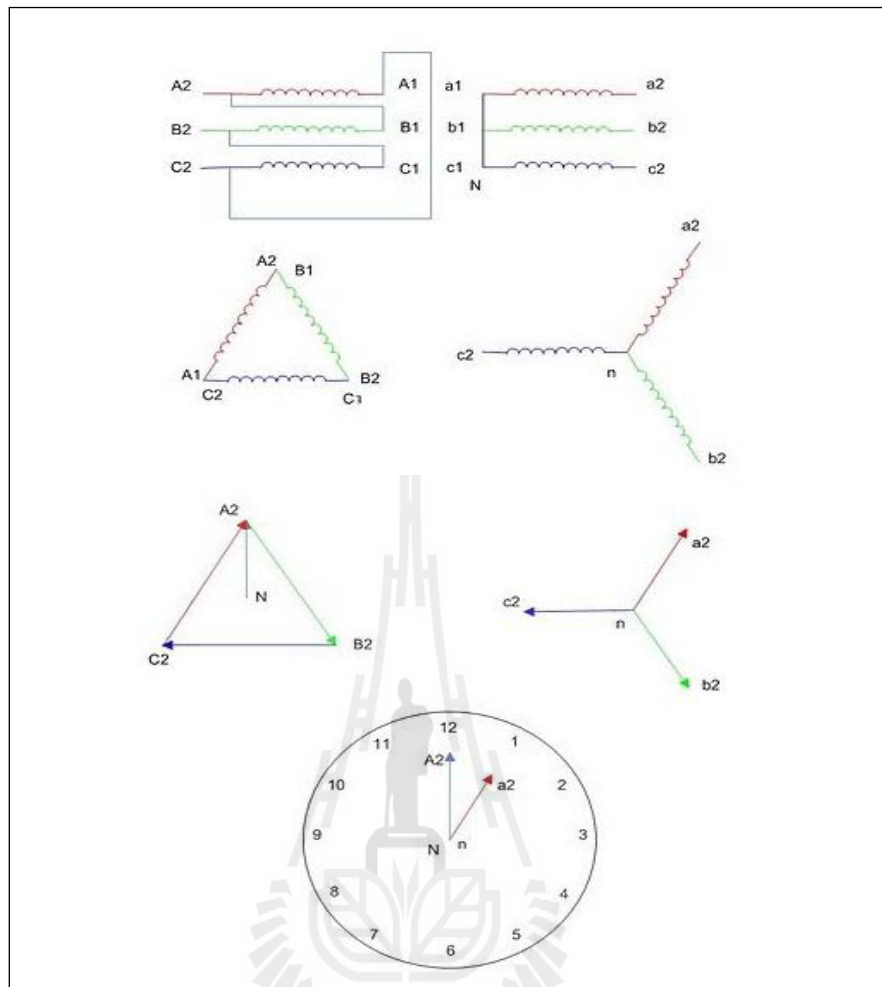 A2 A1 a1 a2
B2 B1 b1 b2
C2 C1 c1 c2
N
a2
A2 B1
c2
n
A1 B2
C2 C1
b2
A2
a2
N
c2 n
C2 B2
b2
12
11 1
A2
10 a2 2
9 N n 3
8 4
7 5
6